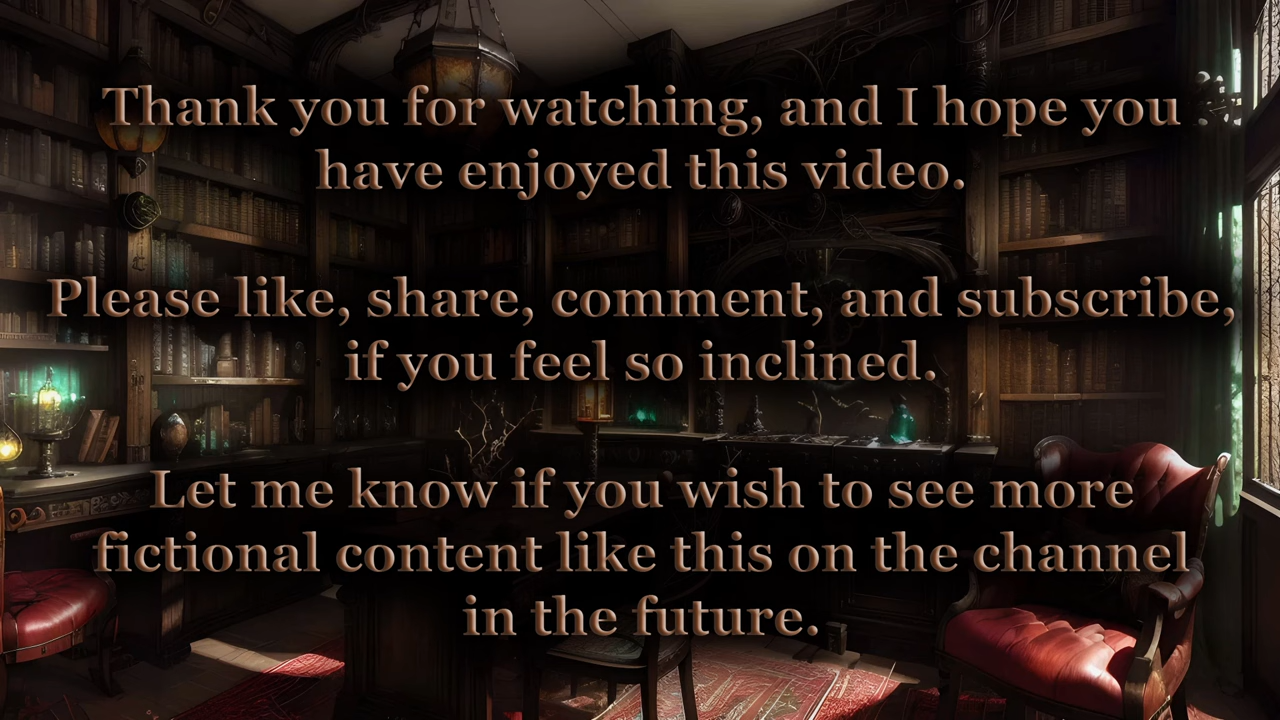 Thank you for watching, and I hope you
have enjoyed this video.
Please like, share, comment, and subscribe,
if you feel so inclined.
Let me know if you wish to see more
fictional content like this on the channel
in the future.